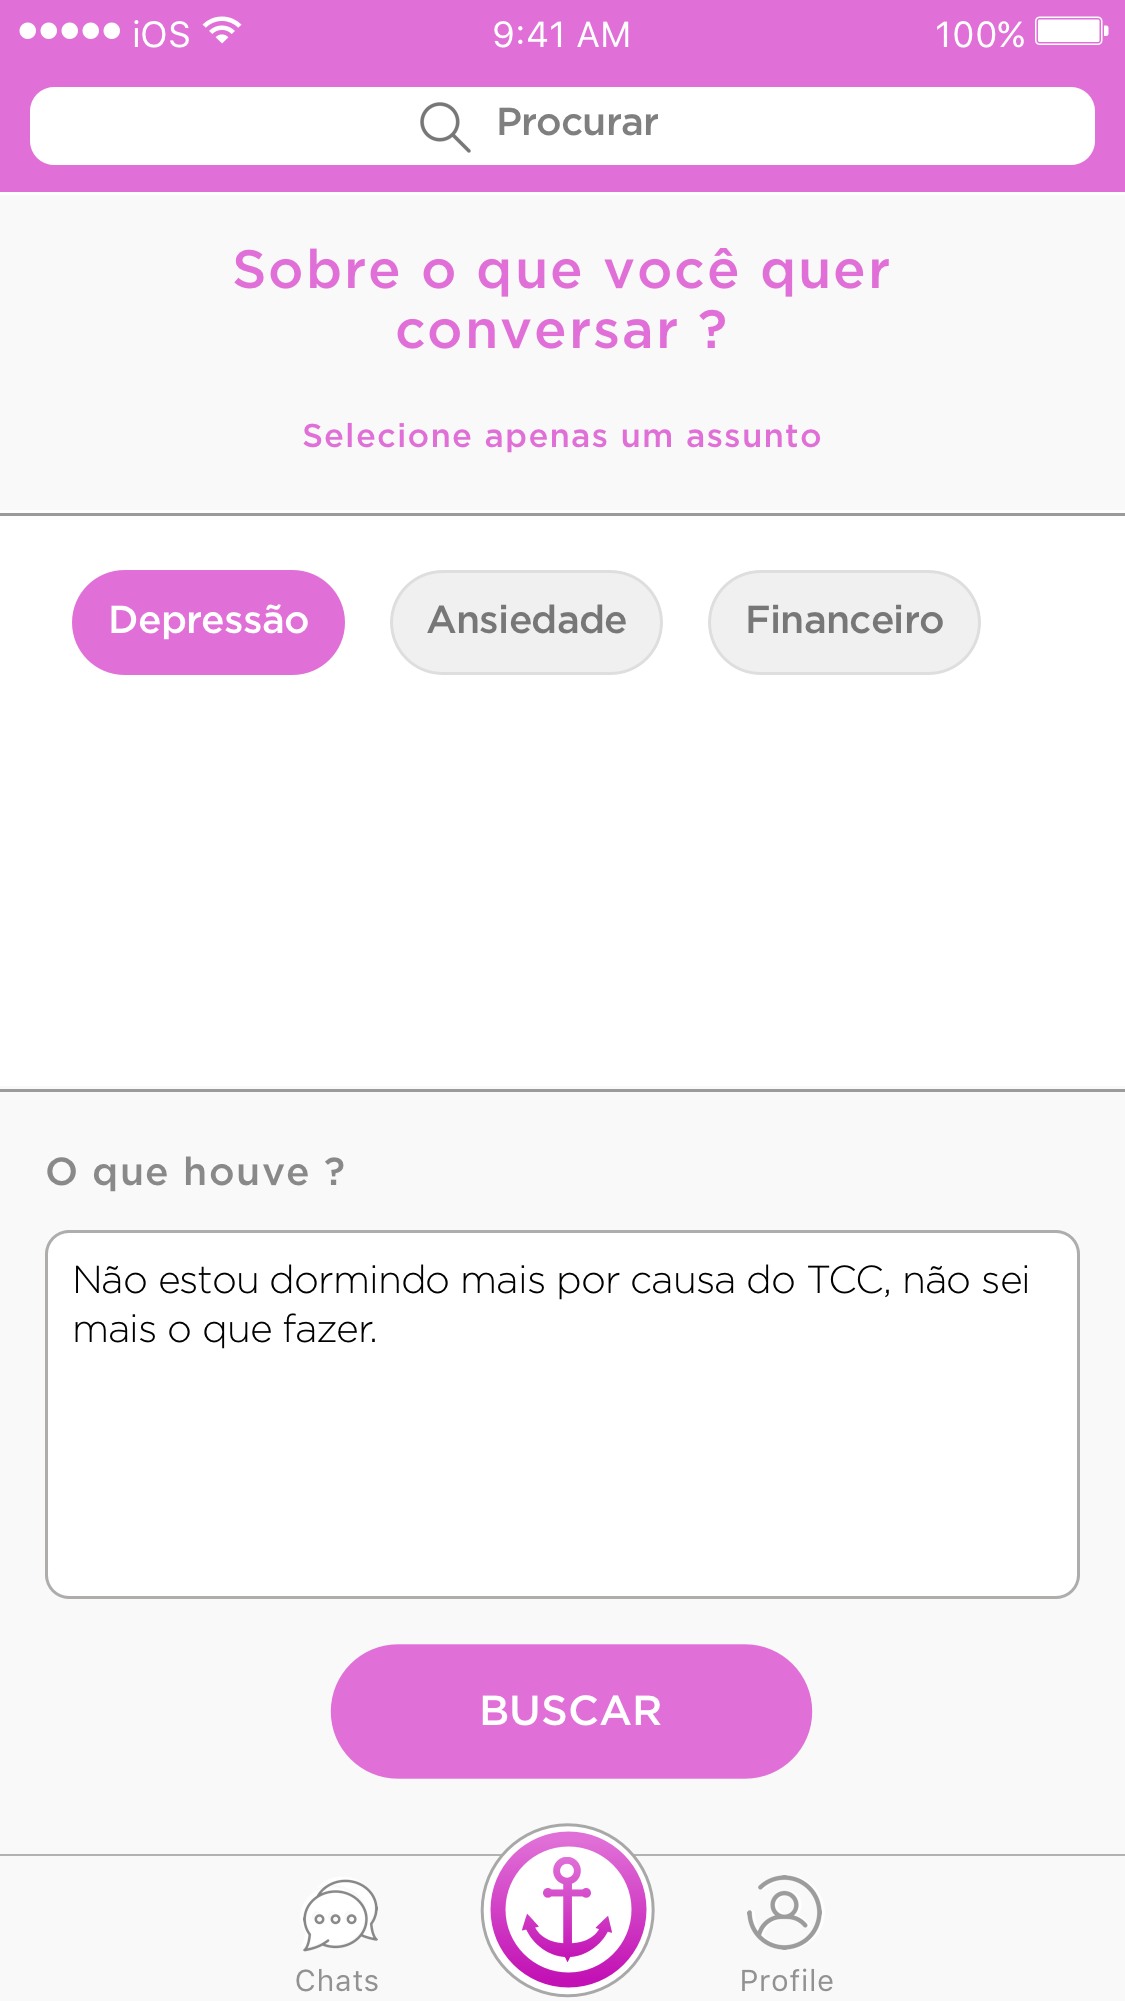 iOS 9:41 AM 100%
Procurar
Sobre o que você quer
conversar ?
Selecione apenas um assunto
Depressão Ansiedade Financeiro
O que houve ?
Não estou dormindo mais por causa do TCC, não sei
mais o que fazer.
BUSCAR
Chats Profile